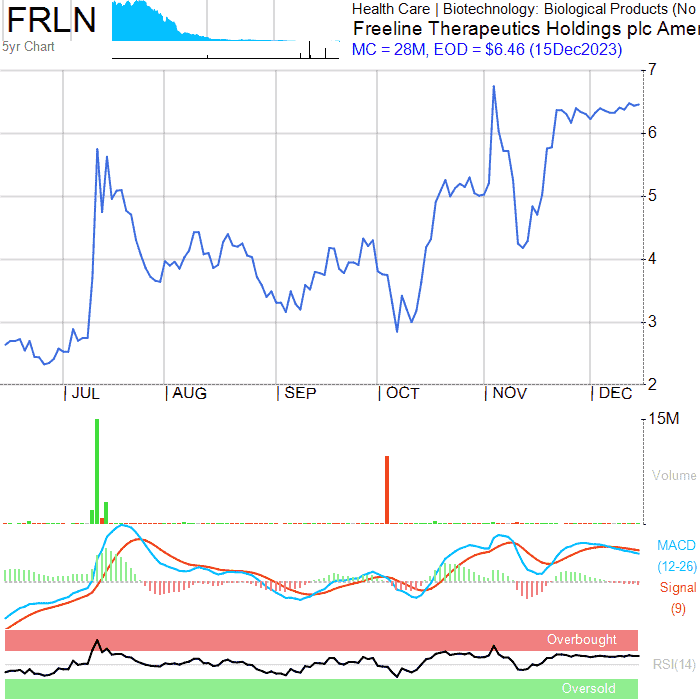 FRLN
5yr Chart
Health Care | Biotechnology: Biological Products (No
Freeline Therapeutics Holdings plc Amer
MC = 28M, EOD = $6.46 (15Dec2023)
7
6
5
4
3
2
JUL AUG SEP OCT NOV DEC
15M
Volume
MACD
(12-26)
Signal
(9)
Overbought
RSI(14)
Oversold